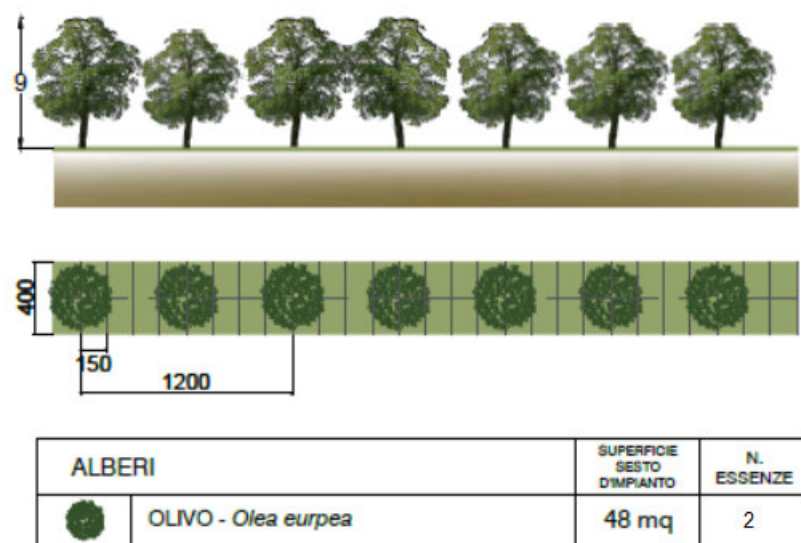 9
400
150
1200
ALBERI
SUPERFICIE
SESTO
D'IMPIANTO
N.
ESSENZE
OLIVO - Olea eurpea
48 mq
2